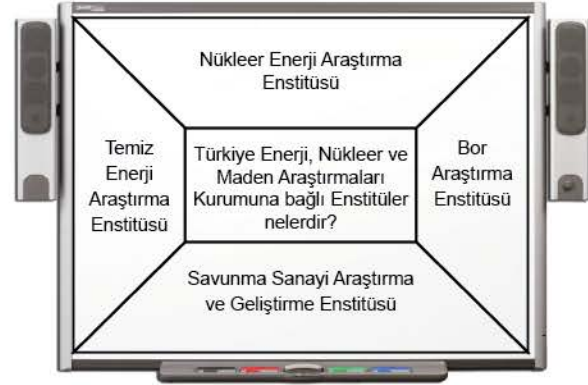 Nükleer Enerji Araştırma
Enstitüsü
Temiz
Enerji
Araştırma
Enstitüsü
Türkiye Enerji, Nükleer ve
Maden Araştırmaları
Kurumuna bağlı Enstitüler
nelerdir?
Bor
Araştırma
Enstitüsü
Savunma Sanayi Araştırma
ve Geliştirme Enstitüsü